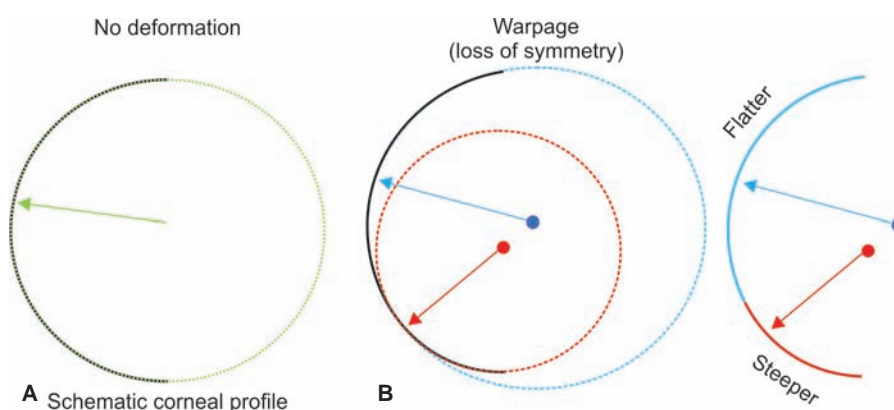 No deformation
Warpage
(loss of symmetry)
Flatter
Steeper
A
Schematic corneal profile
B